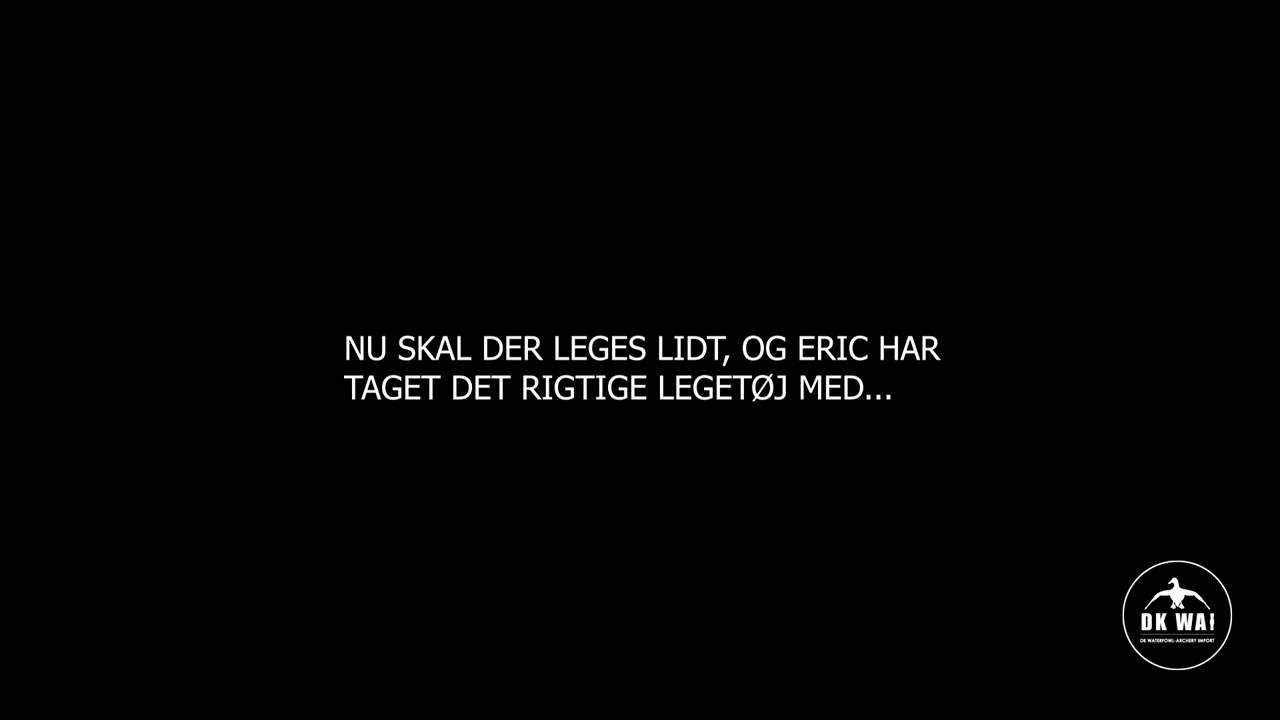 NU SKAL DER LEGES LIDT, OG ERIC HAR
TAGET DET RIGTIGE LEGETØJ MED...
DK WAI
DK WATERFOWL-ARCHERY IMPORT